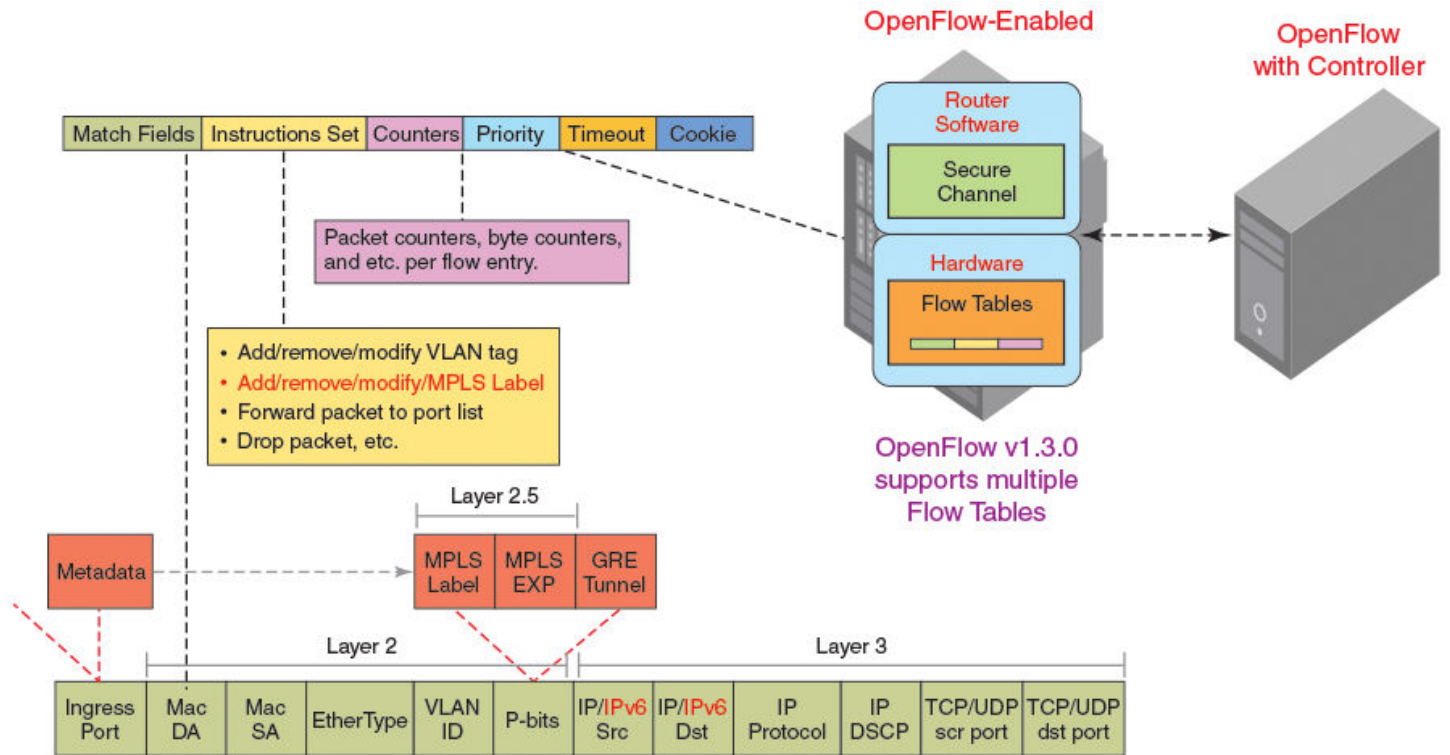 OpenFlow-Enabled
OpenFlow
with Controller
Router
Software
Secure
Channel
Hardware
Flow Tables
OpenFlow v1.3.0
supports multiple
Flow Tables
Match Fields
Instructions Set
Counters
Priority
Timeout
Cookie
Packet counters, byte counters,
and etc. per flow entry.
• Add/remove/modify VLAN tag
• Add/remove/modify/MPLS Label
• Forward packet to port list
• Drop packet, etc.
Layer 2.5
Metadata
MPLS
Label
MPLS
EXP
GRE
Tunnel
Layer 2
Layer 3
Ingress
Port
Mac
DA
Mac
SA
EtherType
VLAN
ID
P-bits
IP/IPv6
Src
IP/IPv6
Dst
IP
Protocol
IP
DSCP
TCP/UDP
scr port
TCP/UDP
dst port